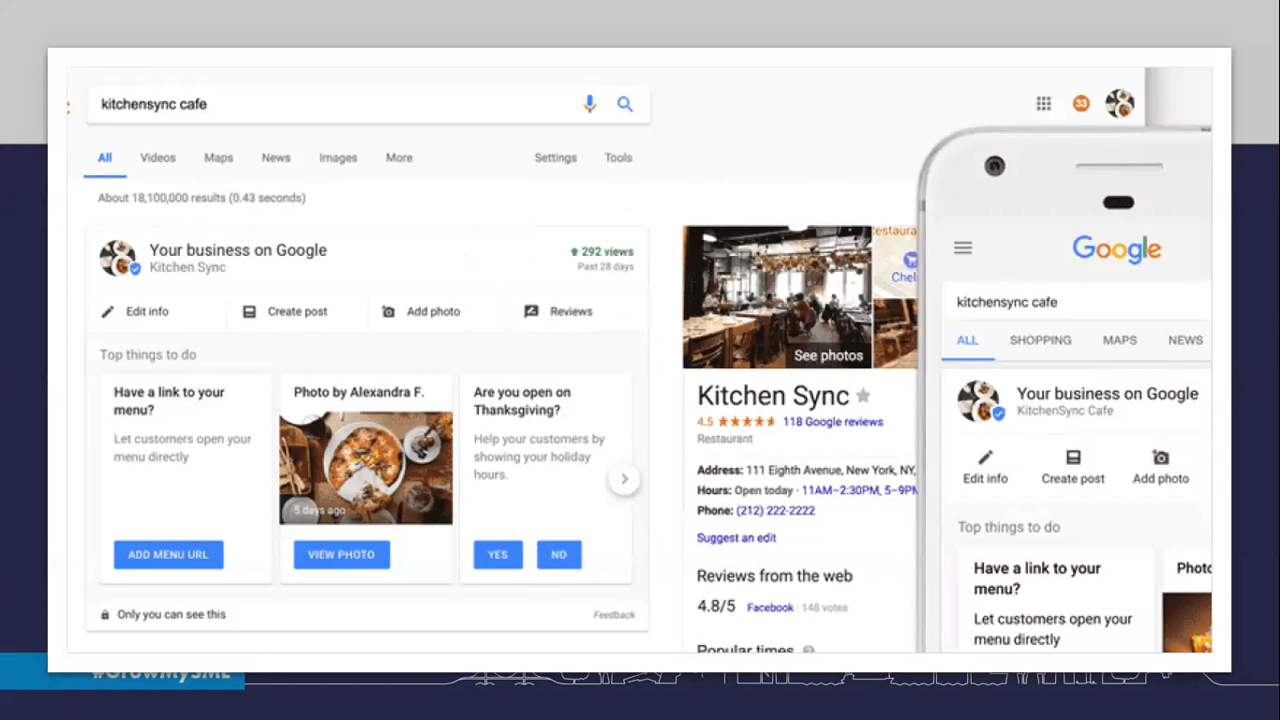 kitchensync cafe
All Videos Maps News Images More Settings Tools
About 18,100,000 results (0.43 seconds)
Your business on Google
Kitchen Sync
292 views
Past 28 days
Edit info Create post Add photo Reviews
Top things to do
Have a link to your
menu?
Let customers open your
menu directly
ADD MENU URL
Photo by Alexandra F.
5 days ago
VIEW PHOTO
Are you open on
Thanksgiving?
Help your customers by
showing your holiday
hours.
YES NO
Only you can see this Feedback
33
See photos
Kitchen Sync
4.5 118 Google reviews
Restaurant
Address: 111 Eighth Avenue, New York, NY,
Hours: Open today · 11AM–2:30PM, 5–9PM
Phone: (212) 222-2222
Suggest an edit
Reviews from the web
4.8/5 Facebook · 148 votes
Popular times
Google
kitchensync cafe
ALL SHOPPING MAPS NEWS
Your business on Google
KitchenSync Cafe
Edit info Create post Add photo
Top things to do
Have a link to your
menu?
Let customers open your
menu directly
Photo
#GrowMySME